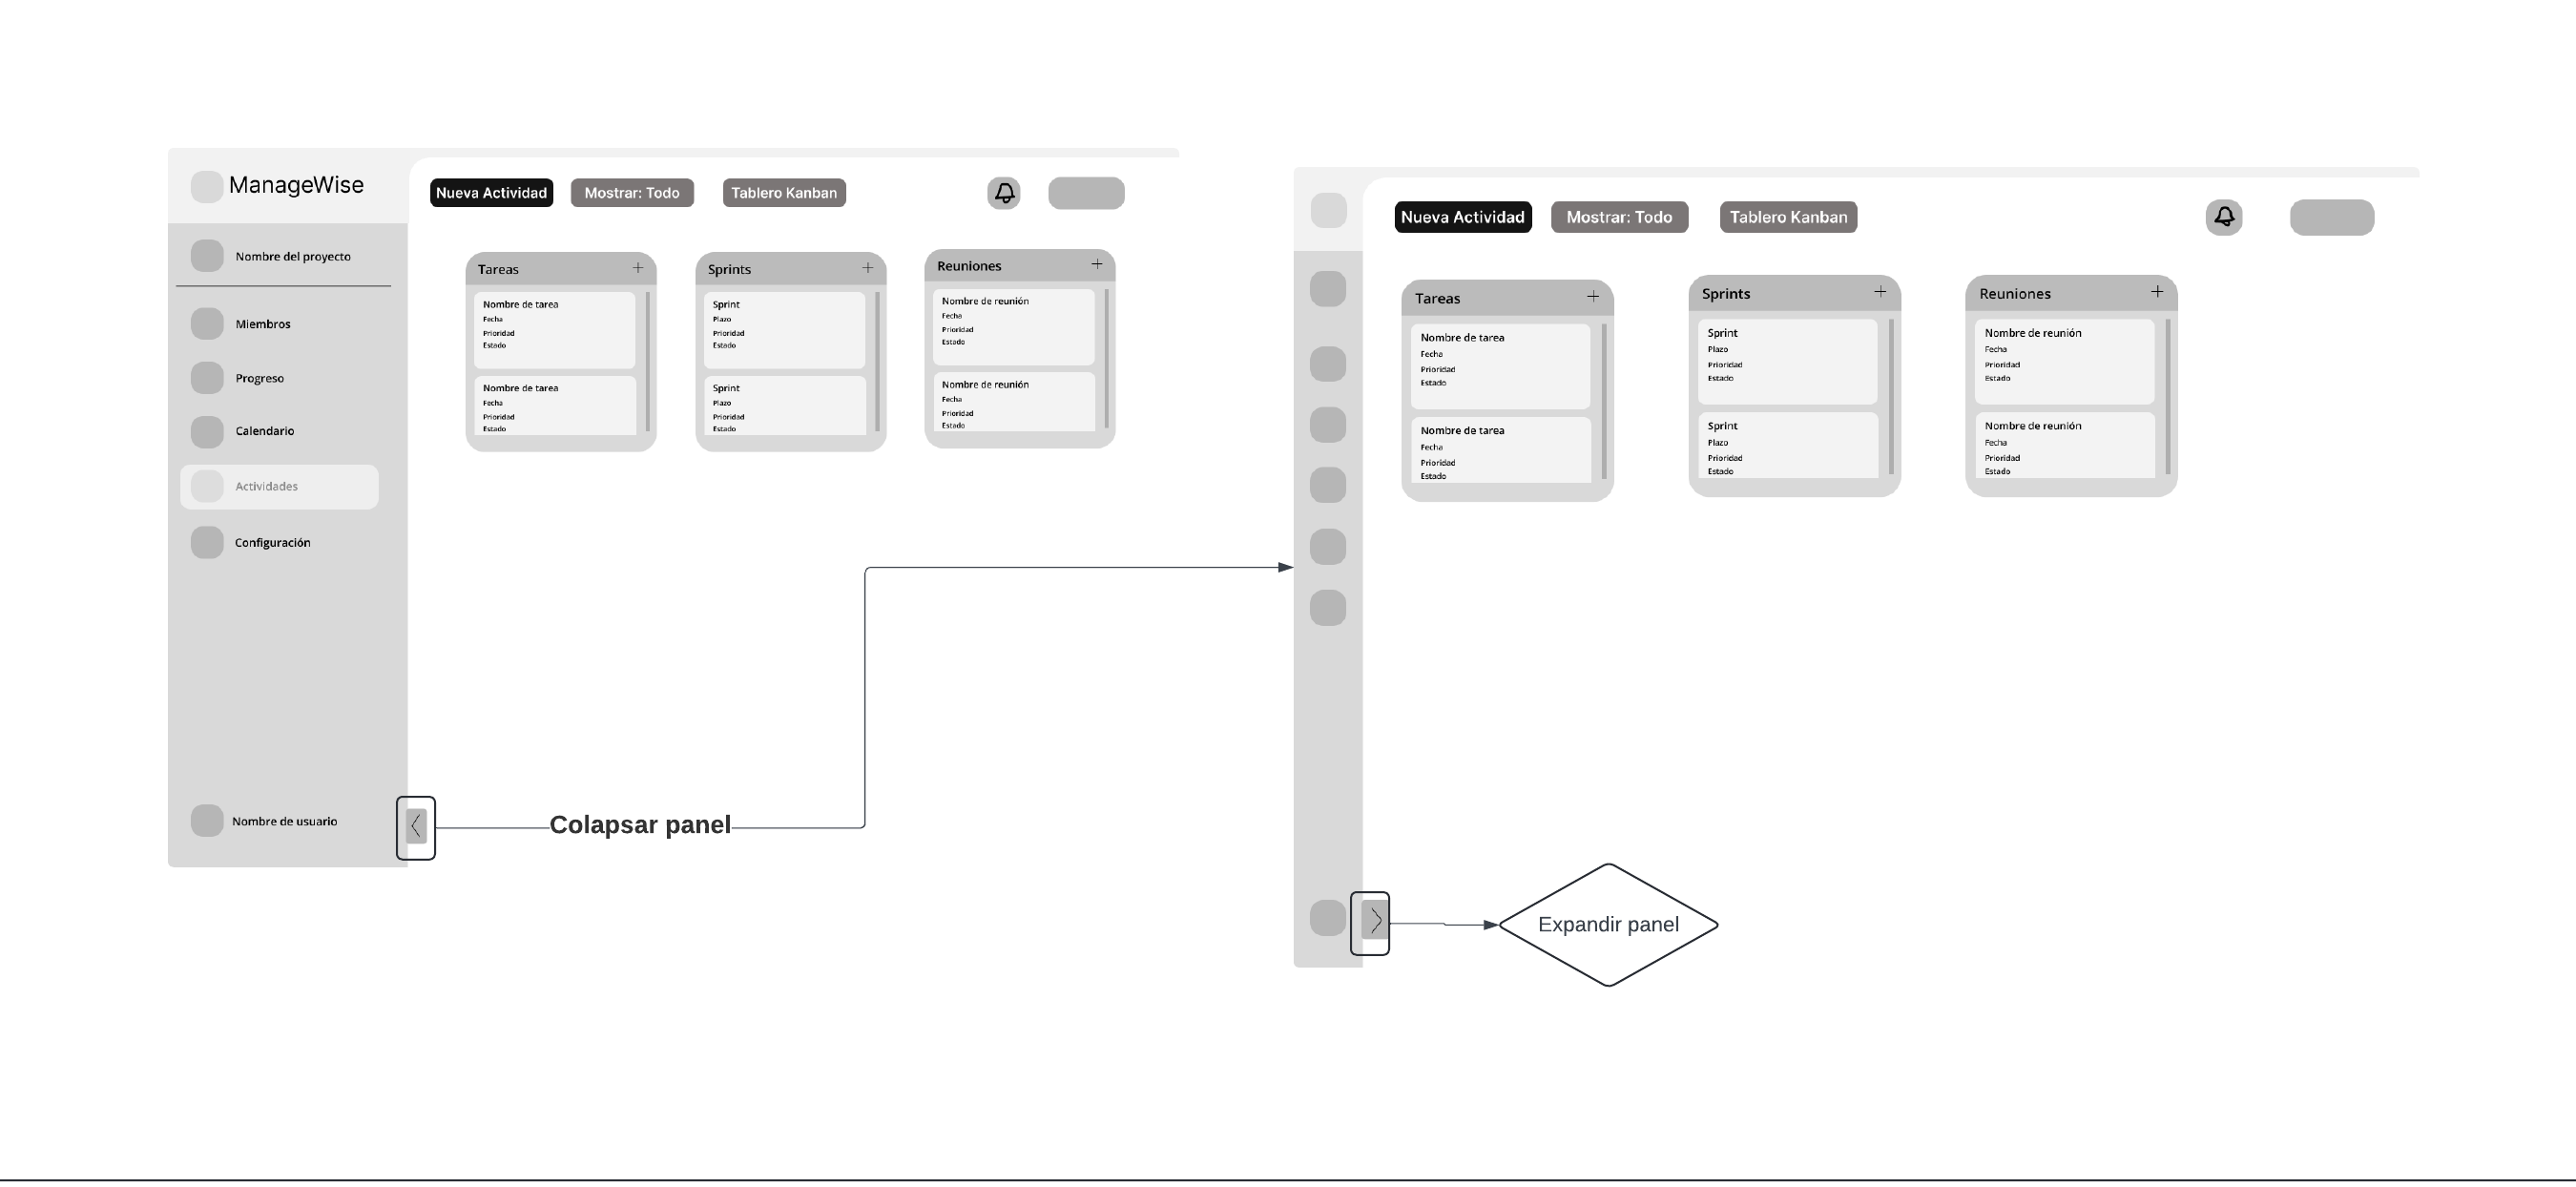 ManageWise
Nombre del proyecto
Miembros
Progreso
Calendario
Actividades
Configuración
Nombre de usuario
Nueva Actividad
Mostrar: Todo
Tablero Kanban
Tareas
Nombre de tarea
Fecha
Prioridad
Estado
Nombre de tarea
Fecha
Prioridad
Estado
Sprints
Sprint
Plazo
Prioridad
Estado
Sprint
Plazo
Prioridad
Estado
Reuniones
Nombre de reunión
Fecha
Prioridad
Estado
Nombre de reunión
Fecha
Prioridad
Estado
Colapsar panel
Nueva Actividad
Mostrar: Todo
Tablero Kanban
Tareas
Nombre de tarea
Fecha
Prioridad
Estado
Nombre de tarea
Fecha
Prioridad
Estado
Sprints
Sprint
Plazo
Prioridad
Estado
Sprint
Plazo
Prioridad
Estado
Reuniones
Nombre de reunión
Fecha
Prioridad
Estado
Nombre de reunión
Fecha
Prioridad
Estado
Expandir panel